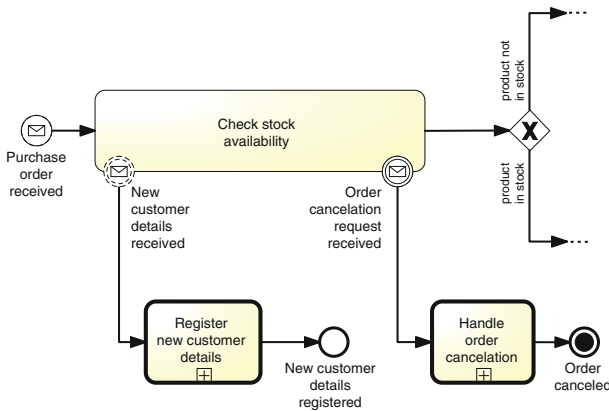 product not
in stock
Check stock
availability
Purchase
order
received
product
in stock
New
customer
details
received
Order
cancelation
request
received
Register
new customer
details
New customer
details
registered
Handle
order
cancelation
Order
canceled